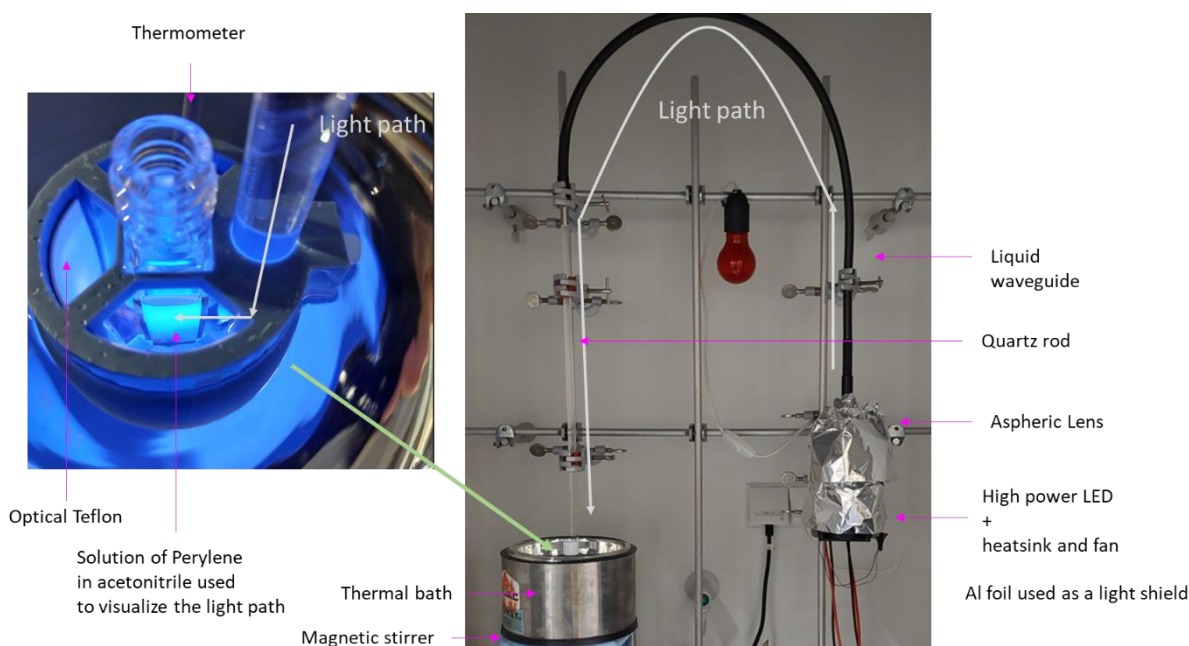 Thermometer
Light path
Light path
Liquid
waveguide
Quartz rod
Aspheric Lens
High power LED
+
heatsink and fan
Al foil used as a light shield
Optical Teflon
Solution of Perylene
in acetonitrile used
to visualize the light path
Thermal bath
Magnetic stirrer